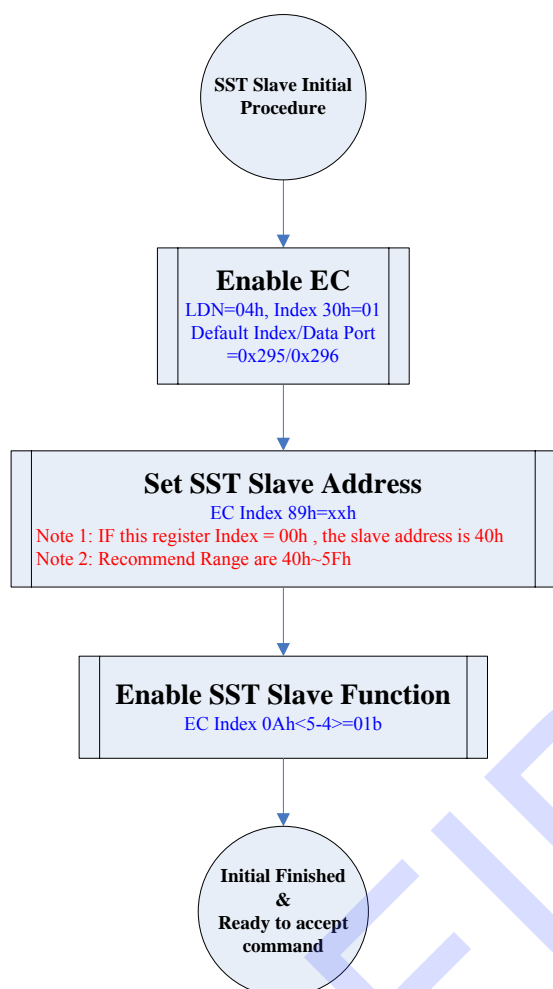 SST Slave Initial
Procedure
Enable EC
LDN=04h, Index 30h=01
Default Index/Data Port
=0x295/0x296
Set SST Slave Address
EC Index 89h=xxh
Note 1: IF this register Index = 00h , the slave address is 40h
Note 2: Recommend Range are 40h~5Fh
Enable SST Slave Function
EC Index 0Ah<5-4>=01b
Initial Finished
&
Ready to accept
command